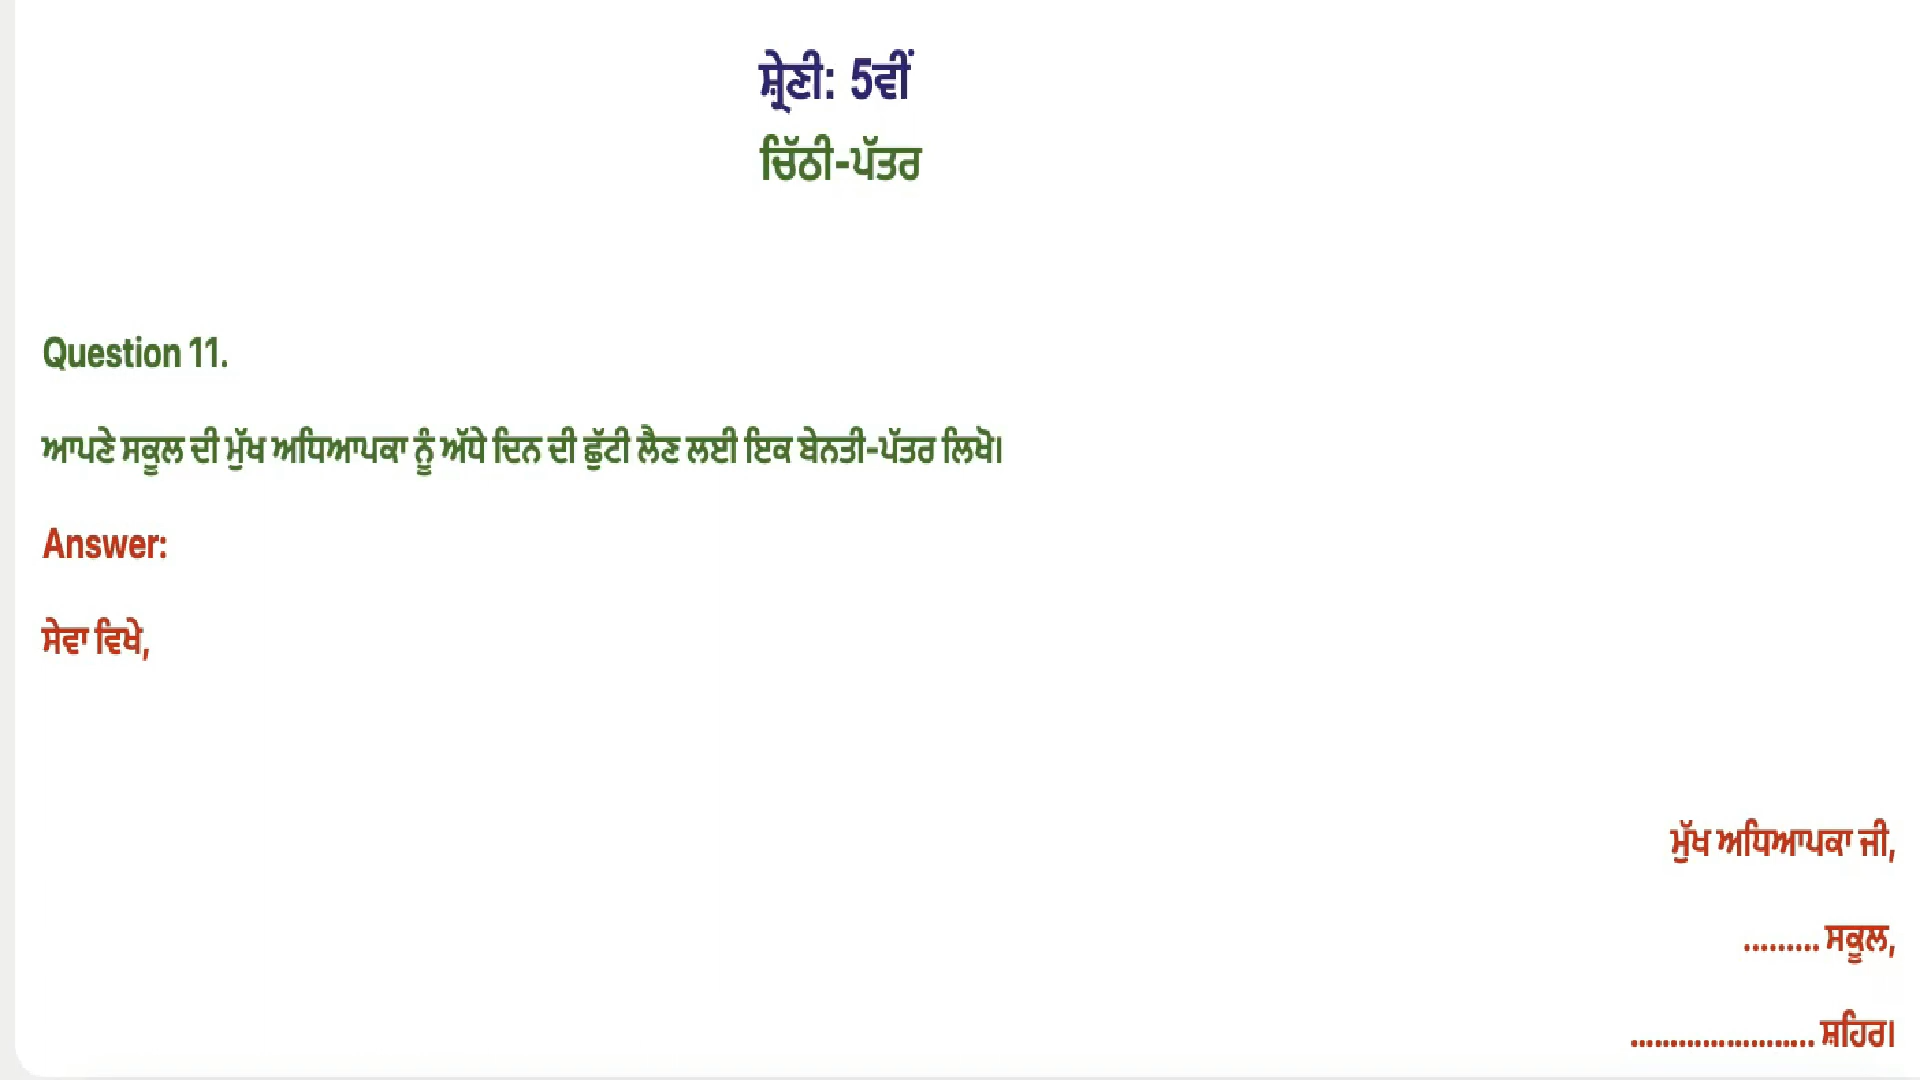 ਸ਼੍ਰੇਣੀ: 5ਵੀਂ
ਚਿੱਠੀ-ਪੱਤਰ
Question 11.
ਆਪਣੇ ਸਕੂਲ ਦੀ ਮੁੱਖ ਅਧਿਆਪਕਾ ਨੂੰ ਅੱਧੇ ਦਿਨ ਦੀ ਛੁੱਟੀ ਲੈਣ ਲਈ ਇਕ ਬੇਨਤੀ-ਪੱਤਰ ਲਿਖੋ।
Answer:
ਸੇਵਾ ਵਿਖੇ,
ਮੁੱਖ ਅਧਿਆਪਕਾ ਜੀ,
......... ਸਕੂਲ,
....................... ਸ਼ਹਿਰ।